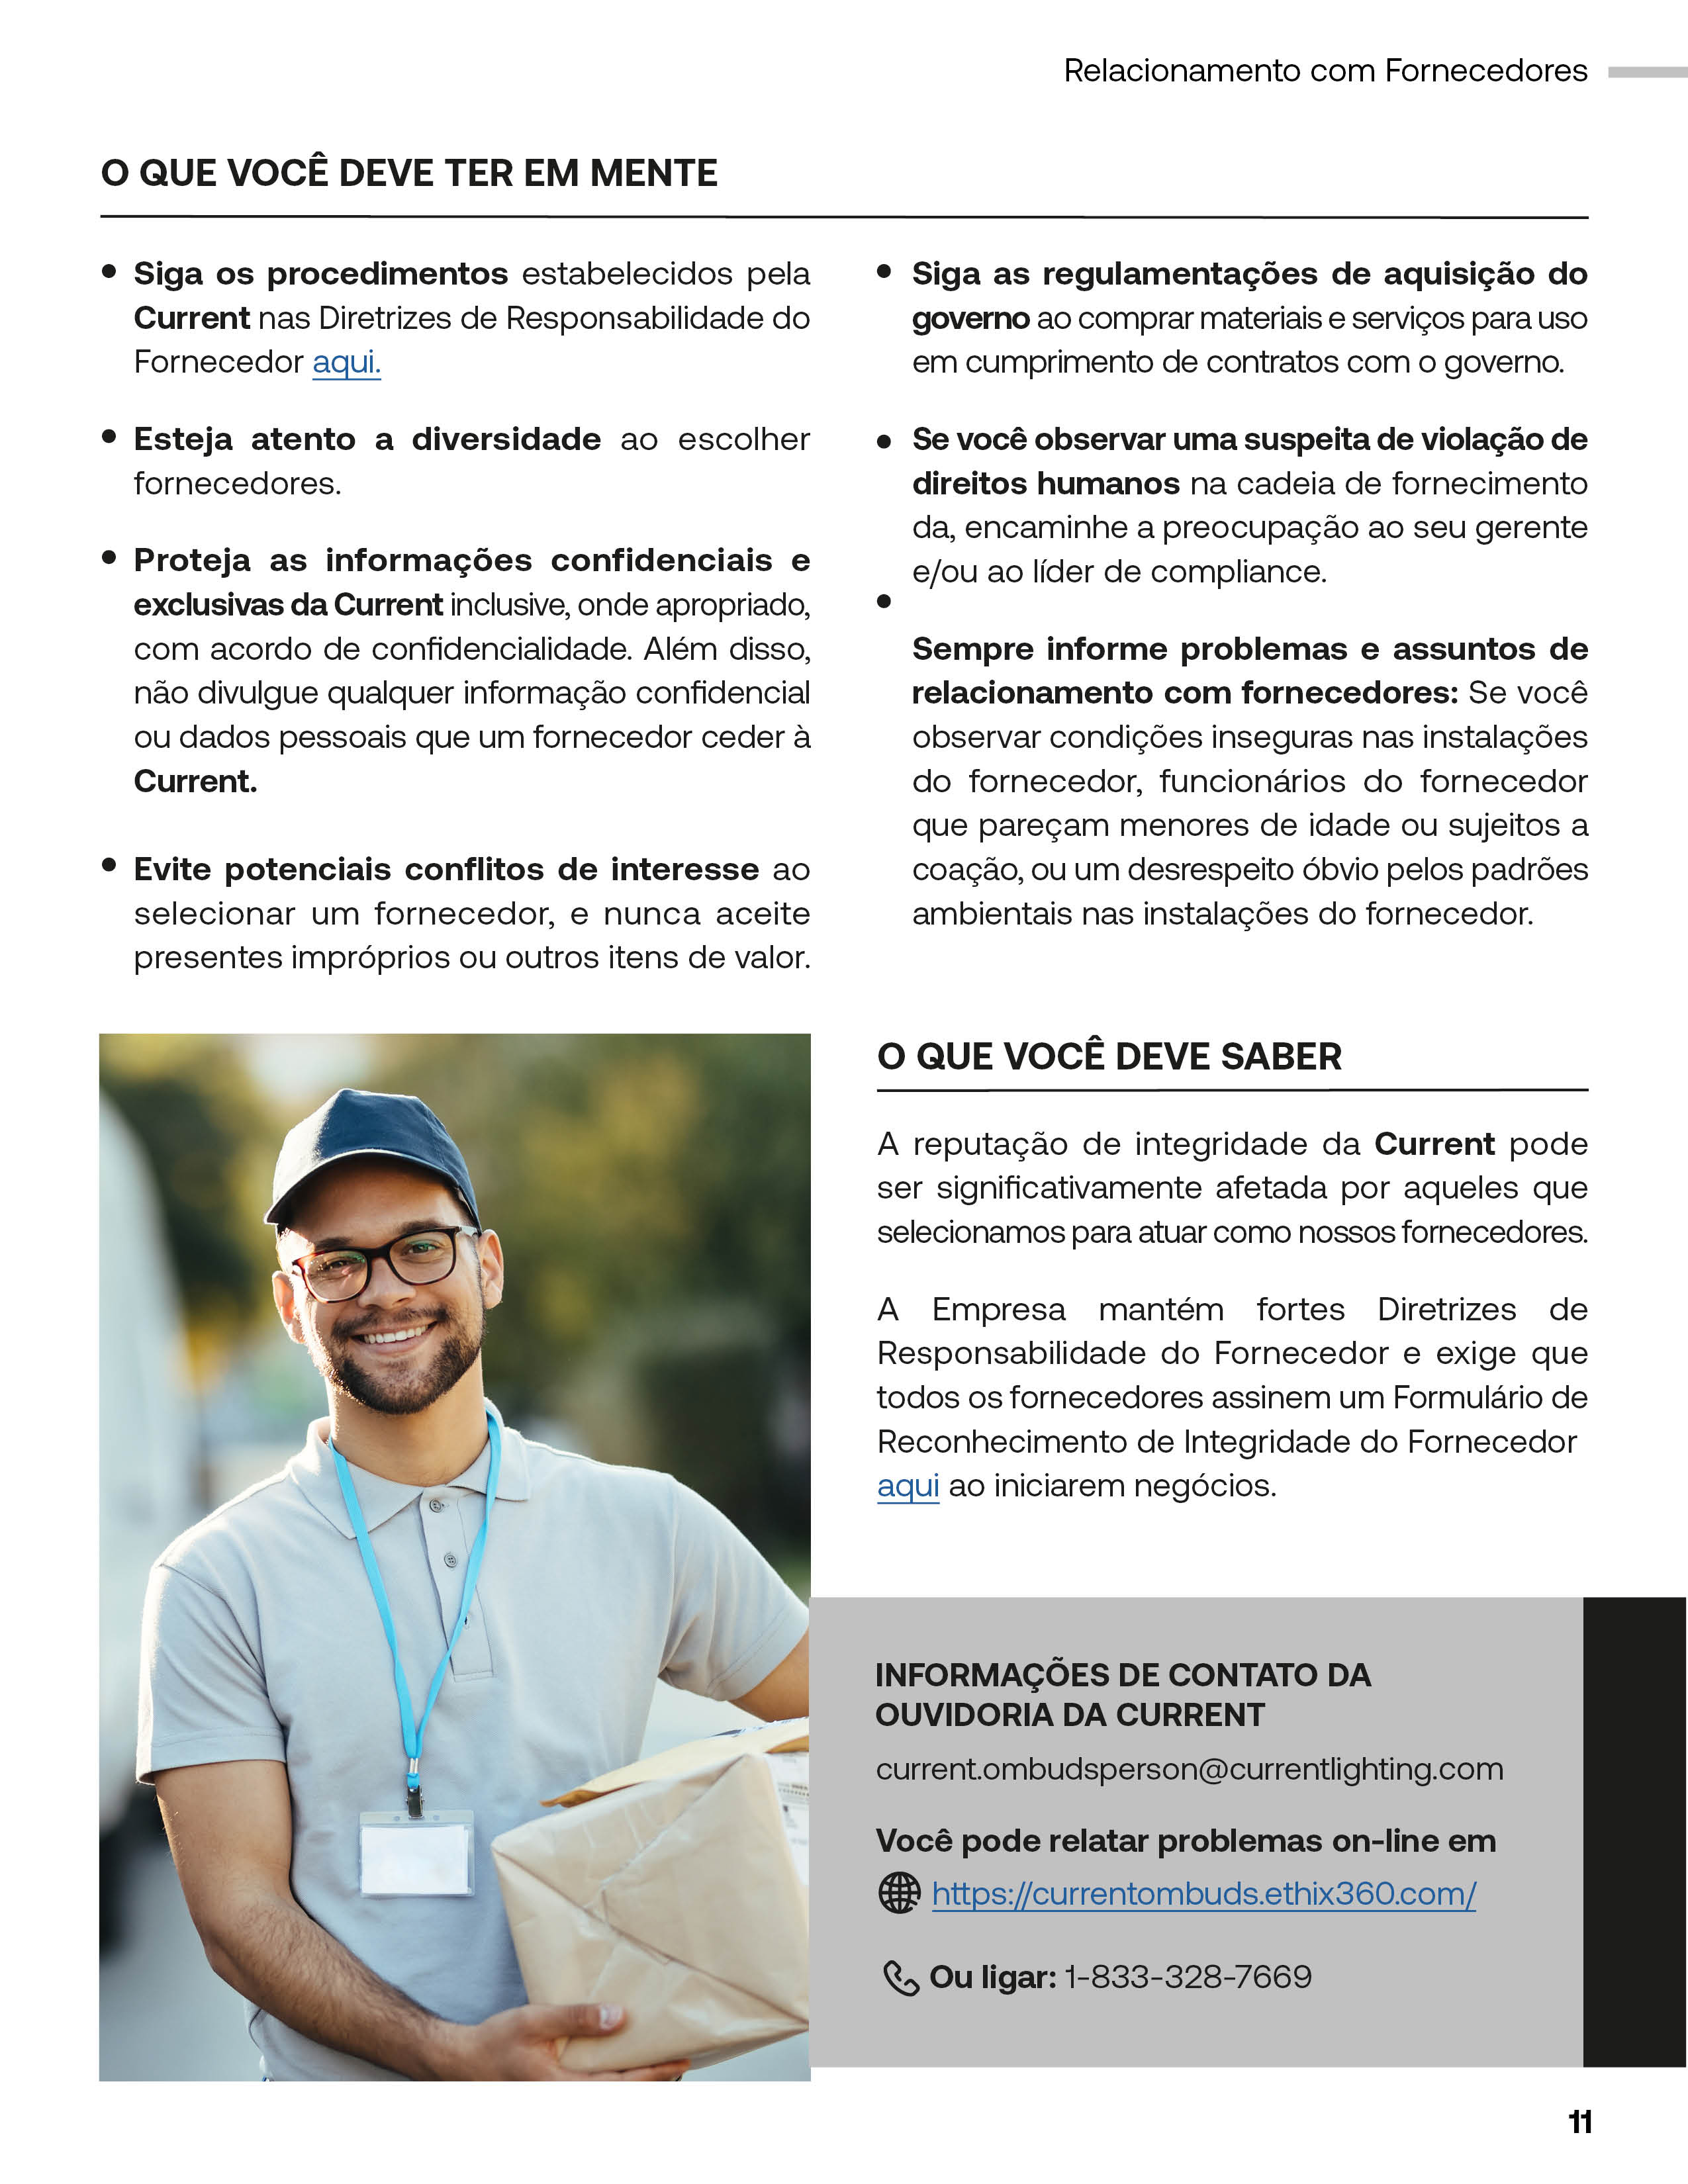 Relacionamento com Fornecedores
O QUE VOCÊ DEVE TER EM MENTE
• Siga os procedimentos estabelecidos pela
Current nas Diretrizes de Responsabilidade do
Fornecedor aqui.
• Esteja atento a diversidade ao escolher
fornecedores.
• Proteja as informações confidenciais e
exclusivas da Current inclusive, onde apropriado,
com acordo de confidencialidade. Além disso,
não divulgue qualquer informação confidencial
ou dados pessoais que um fornecedor ceder à
Current.
• Evite potenciais conflitos de interesse ao
selecionar um fornecedor, e nunca aceite
presentes impróprios ou outros itens de valor.
• Siga as regulamentações de aquisição do
governo ao comprar materiais e serviços para uso
em cumprimento de contratos com o governo.
• Se você observar uma suspeita de violação de
direitos humanos na cadeia de fornecimento
da, encaminhe a preocupação ao seu gerente
e/ou ao líder de compliance.
•
Sempre informe problemas e assuntos de
relacionamento com fornecedores: Se você
observar condições inseguras nas instalações
do fornecedor, funcionários do fornecedor
que pareçam menores de idade ou sujeitos a
coação, ou um desrespeito óbvio pelos padrões
ambientais nas instalações do fornecedor.
O QUE VOCÊ DEVE SABER
A reputação de integridade da Current pode
ser significativamente afetada por aqueles que
selecionamos para atuar como nossos fornecedores.
A Empresa mantém fortes Diretrizes de
Responsabilidade do Fornecedor e exige que
todos os fornecedores assinem um Formulário de
Reconhecimento de Integridade do Fornecedor
aqui ao iniciarem negócios.
INFORMAÇÕES DE CONTATO DA
OUVIDORIA DA CURRENT
current.ombudsperson@currentlighting.com
Você pode relatar problemas on-line em
https://currentombuds.ethix360.com/
Ou ligar: 1-833-328-7669
11